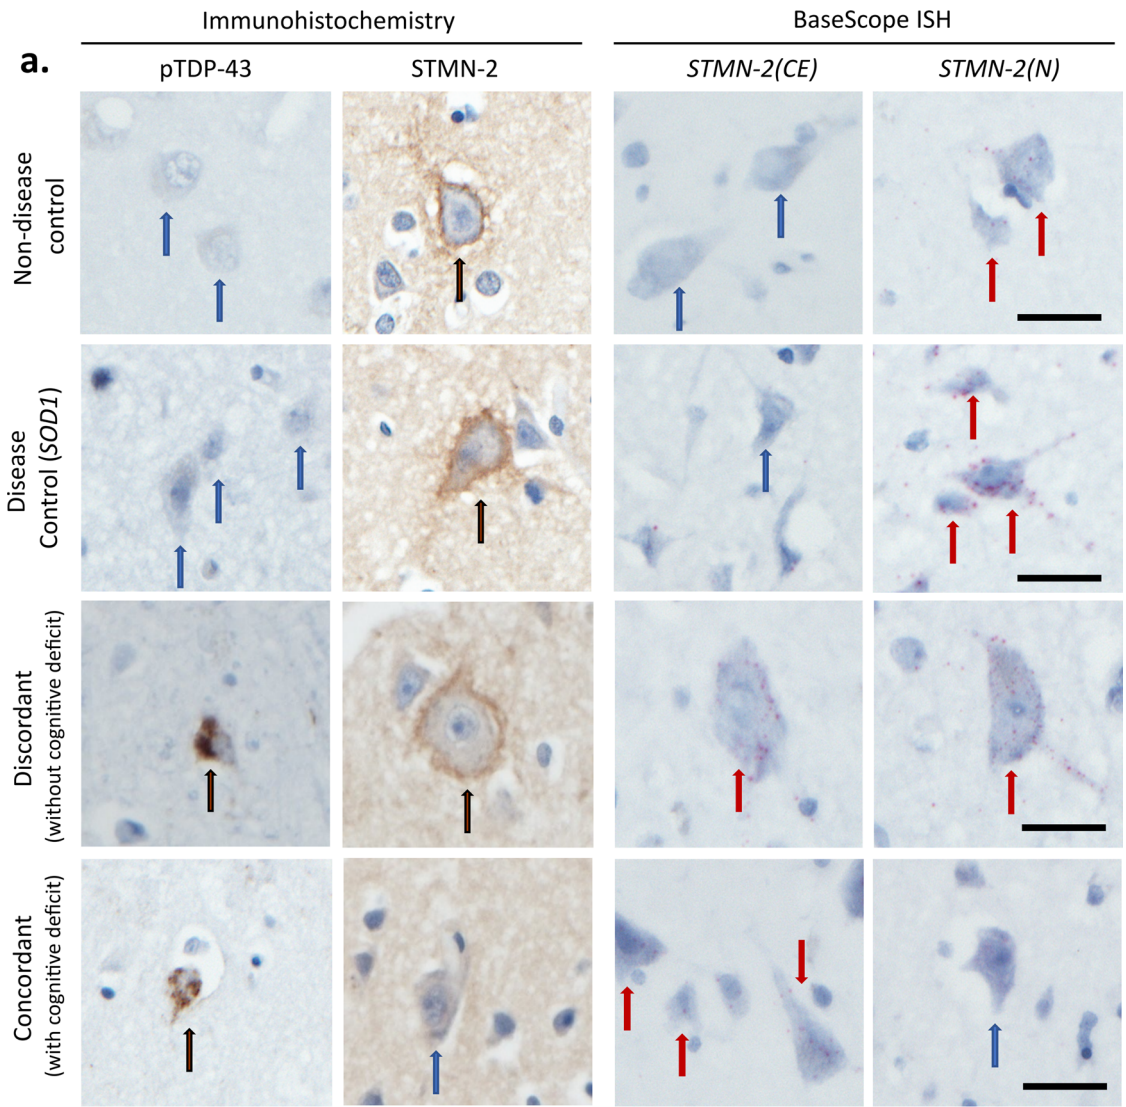 Immunohistochemistry
BaseScope ISH
a.
pTDP-43
STMN-2
STMN-2(CE)
STMN-2(N)
Non-disease
control
Disease
Control (SOD1)
Discordant
(without cognitive deficit)
Concordant
(with cognitive deficit)